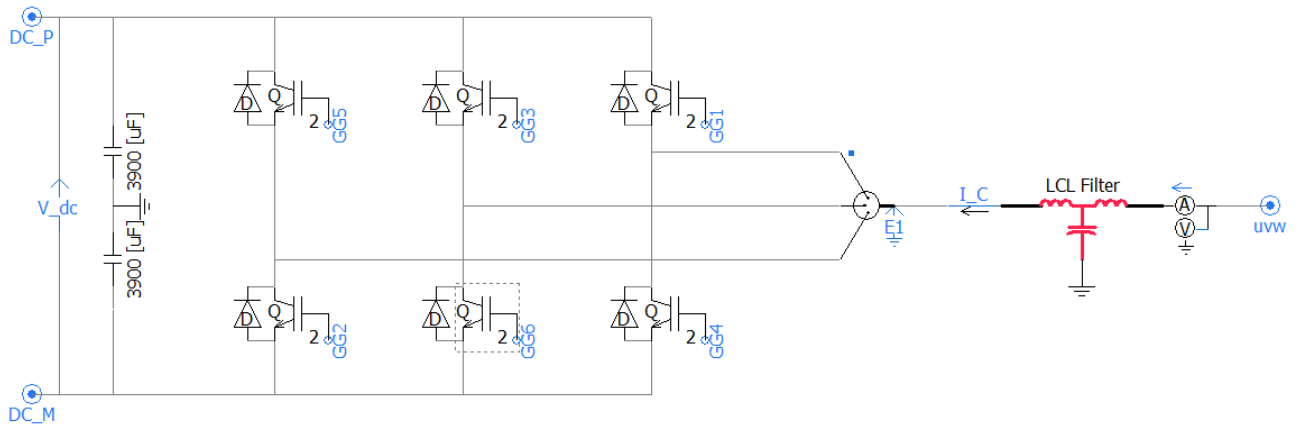 DC_P
D Q 2 GG5
D Q 2 GG3
D Q 2 GG1
3900 [uF]
V_dc
LCL Filter
I_C
A
V
E1
uvw
3900 [uF]
D Q 2 GG2
D Q 2 GG6
D Q 2 GG4
DC_M